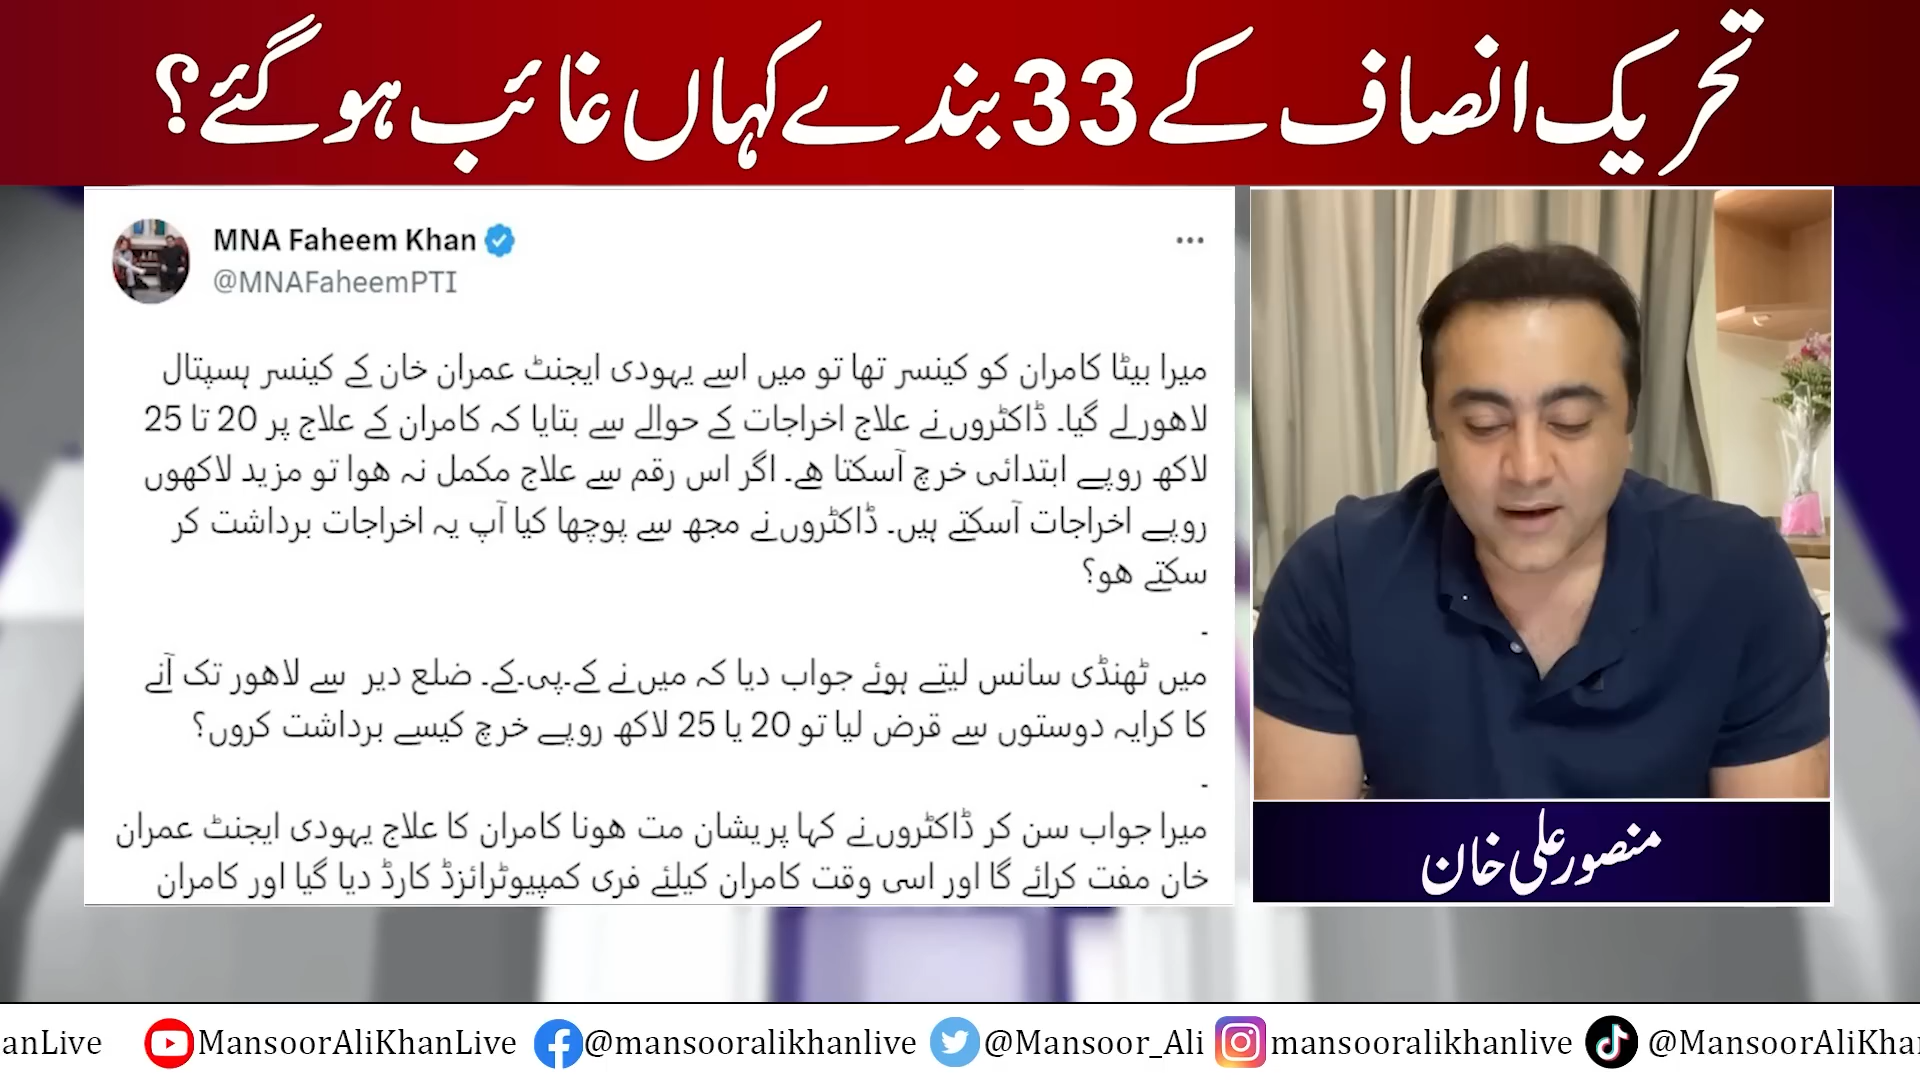 تحریک انصاف کے 33 بندے کہاں غائب ہوگئے؟
MNA Faheem Khan
@MNAFaheemPTI
میرا بیٹا کامران کو کینسر تھا تو میں اسے یہودی ایجنٹ عمران خان کے کینسر ہسپتال
لاھور لے گیا۔ ڈاکٹروں نے علاج اخراجات کے حوالے سے بتایا کہ کامران کے علاج پر 20 تا 25
لاکھ روپے ابتدائی خرچ آسکتا ھے۔ اگر اس رقم سے علاج مکمل نہ ھوا تو مزید لاکھوں
روپے اخراجات آسکتے ہیں۔ ڈاکٹروں نے مجھ سے پوچھا کیا آپ یہ اخراجات برداشت کر
سکتے ھو؟
-
میں ٹھنڈی سانس لیتے ہوئے جواب دیا کہ میں نے کے۔پی۔کے۔ ضلع دیر سے لاھور تک آنے
کا کرایہ دوستوں سے قرض لیا تو 20 یا 25 لاکھ روپے خرچ کیسے برداشت کروں؟
-
میرا جواب سن کر ڈاکٹروں نے کہا پریشان مت ھونا کامران کا علاج یہودی ایجنٹ عمران
خان مفت کرائے گا اور اسی وقت کامران کیلئے فری کمپیوٹرائزڈ کارڈ دیا گیا اور کامران
منصور علی خان
anLive MansoorAliKhanLive @mansooralikhanlive @Mansoor_Ali mansooralikhanlive @MansoorAliKha